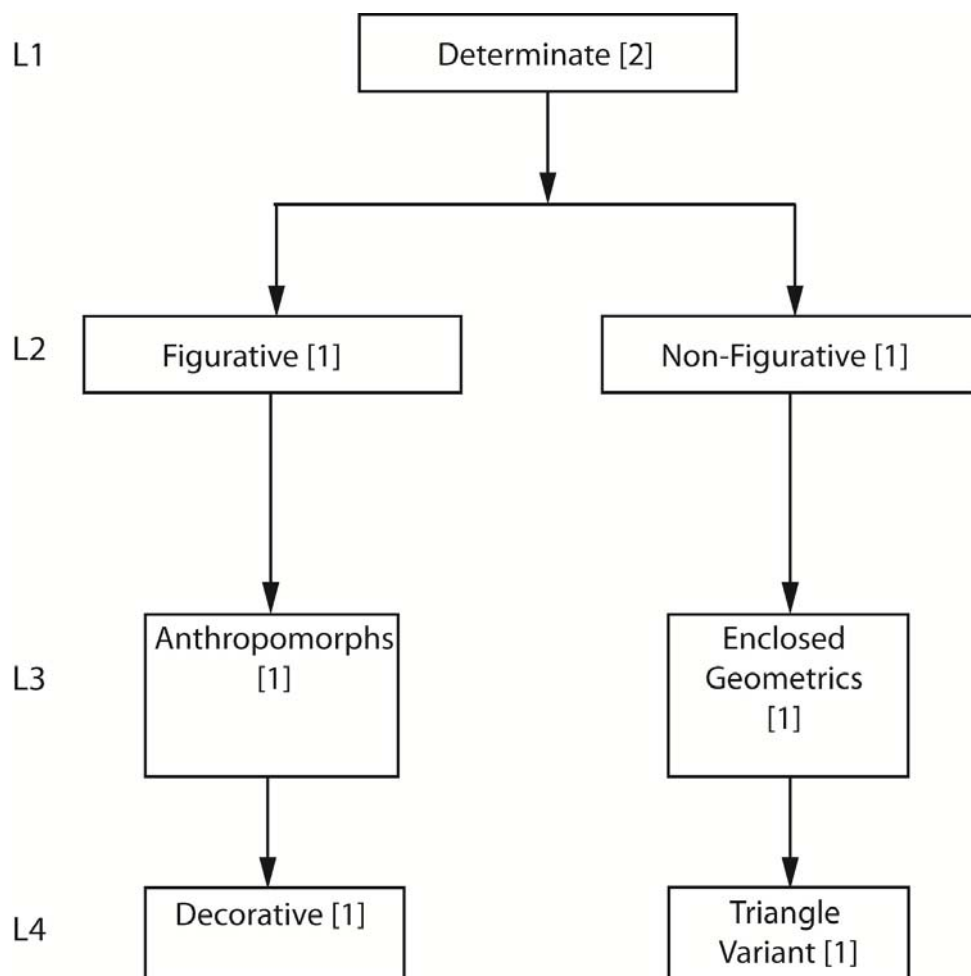 L1
Determinate [2]
L2
Figurative [1]
Non-Figurative [1]
L3
Anthropomorphs
[1]
Enclosed
Geometrics
[1]
L4
Decorative [1]
Triangle
Variant [1]